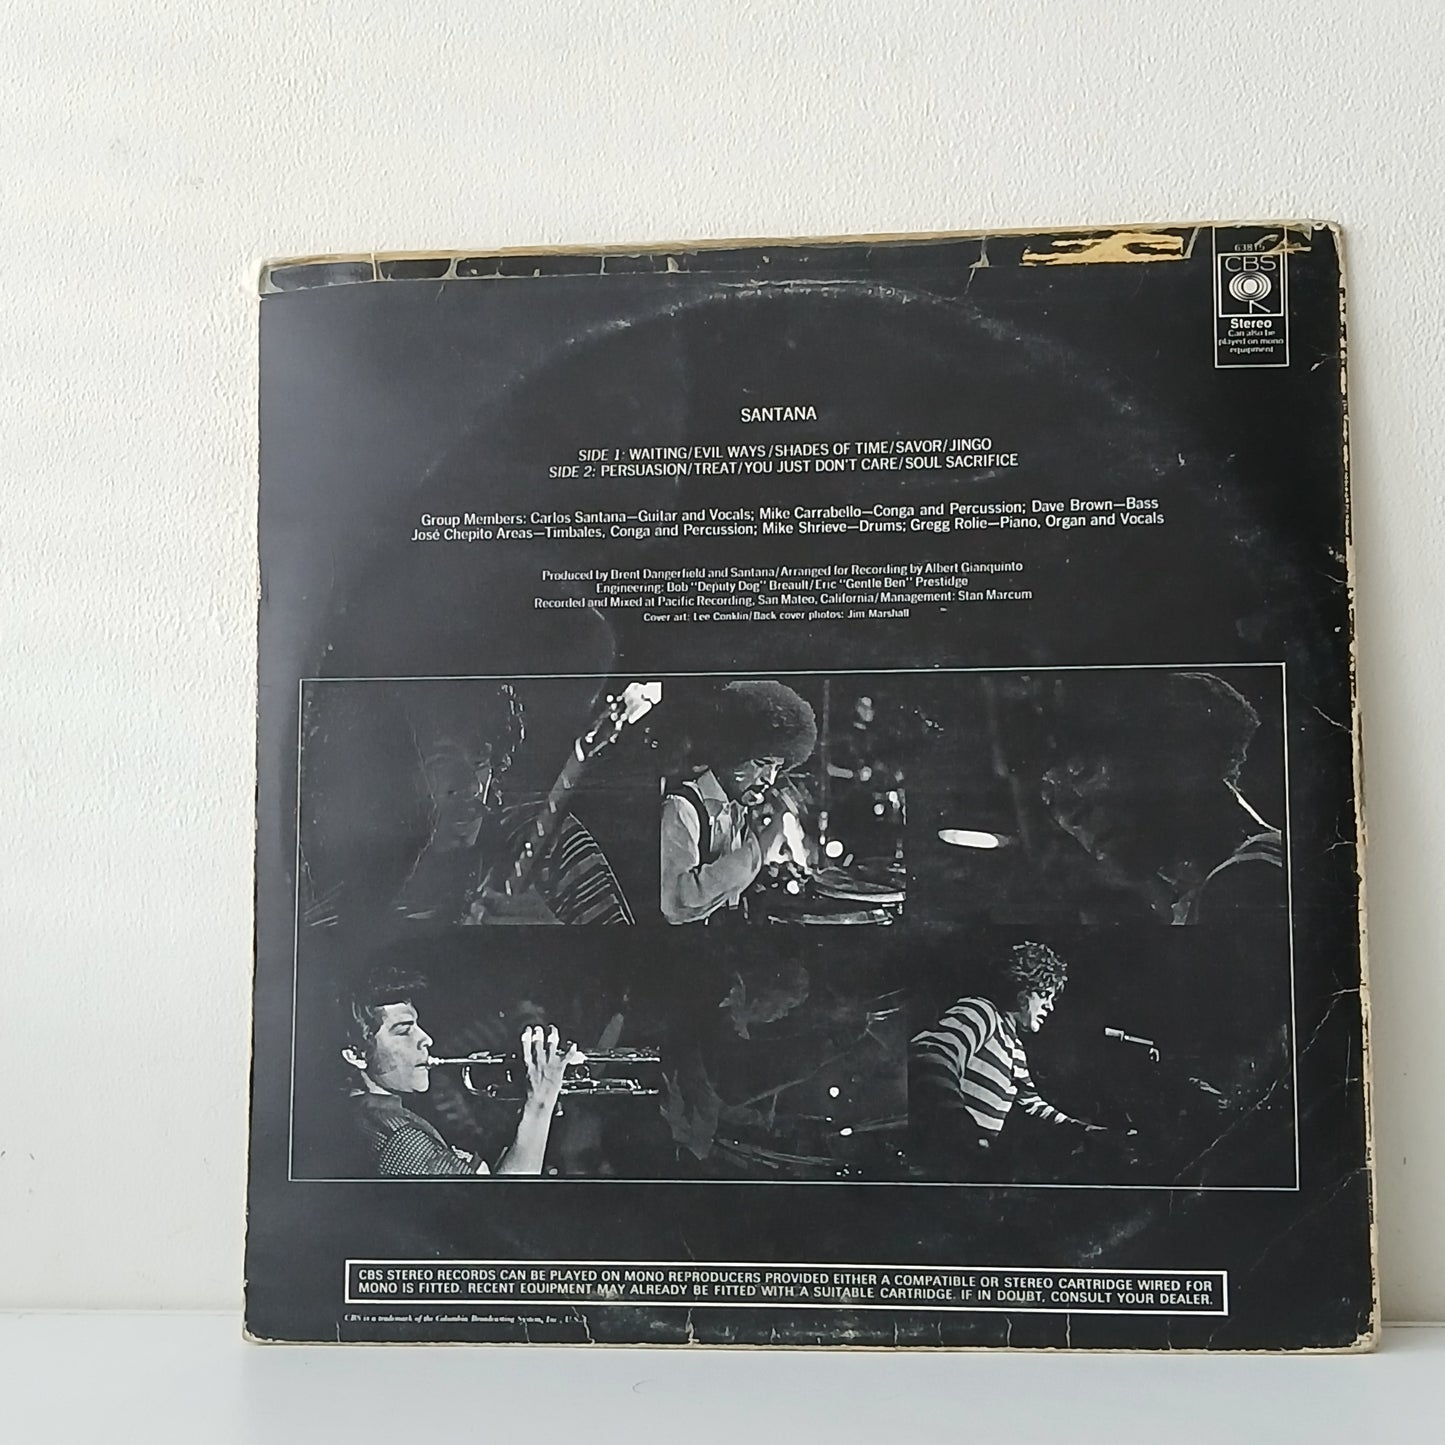 63815
CBS
Stereo
Can also be
played on mono
equipment
SANTANA
SIDE 1: WAITING/EVIL WAYS/SHADES OF TIME/SAVOR/JINGO
SIDE 2: PERSUASION/TREAT/YOU JUST DON'T CARE/SOUL SACRIFICE
Group Members: Carlos Santana—Guitar and Vocals; Mike Carrabello—Conga and Percussion; Dave Brown—Bass
José Chepito Areas—Timbales, Conga and Percussion; Mike Shrieve—Drums; Gregg Rolie—Piano, Organ and Vocals
Produced by Brent Dangerfield and Santana/Arranged for Recording by Albert Gianquinto
Engineering: Bob "Deputy Dog" Breault/Eric "Gentle Ben" Prestidge
Recorded and Mixed at Pacific Recording, San Mateo, California/Management: Stan Marcum
Cover art: Lee Conklin/Back cover photos: Jim Marshall
CBS STEREO RECORDS CAN BE PLAYED ON MONO REPRODUCERS PROVIDED EITHER A COMPATIBLE OR STEREO CARTRIDGE WIRED FOR
MONO IS FITTED. RECENT EQUIPMENT MAY ALREADY BE FITTED WITH A SUITABLE CARTRIDGE. IF IN DOUBT, CONSULT YOUR DEALER.
CBS is a trademark of the Columbia Broadcasting System, Inc., U.S.A.